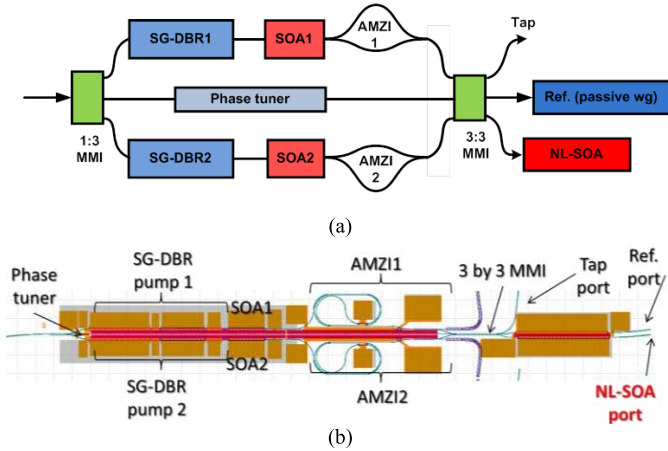 SG-DBR1
SOA1
AMZI
1
Tap
Phase tuner
Ref. (passive wg)
1:3
MMI
SG-DBR2
SOA2
AMZI
2
3:3
MMI
NL-SOA
(a)
Phase
tuner
SG-DBR
pump 1
SOA1
AMZI1
3 by 3 MMI
Tap
port
Ref.
port
SG-DBR
pump 2
SOA2
AMZI2
NL-SOA
port
(b)